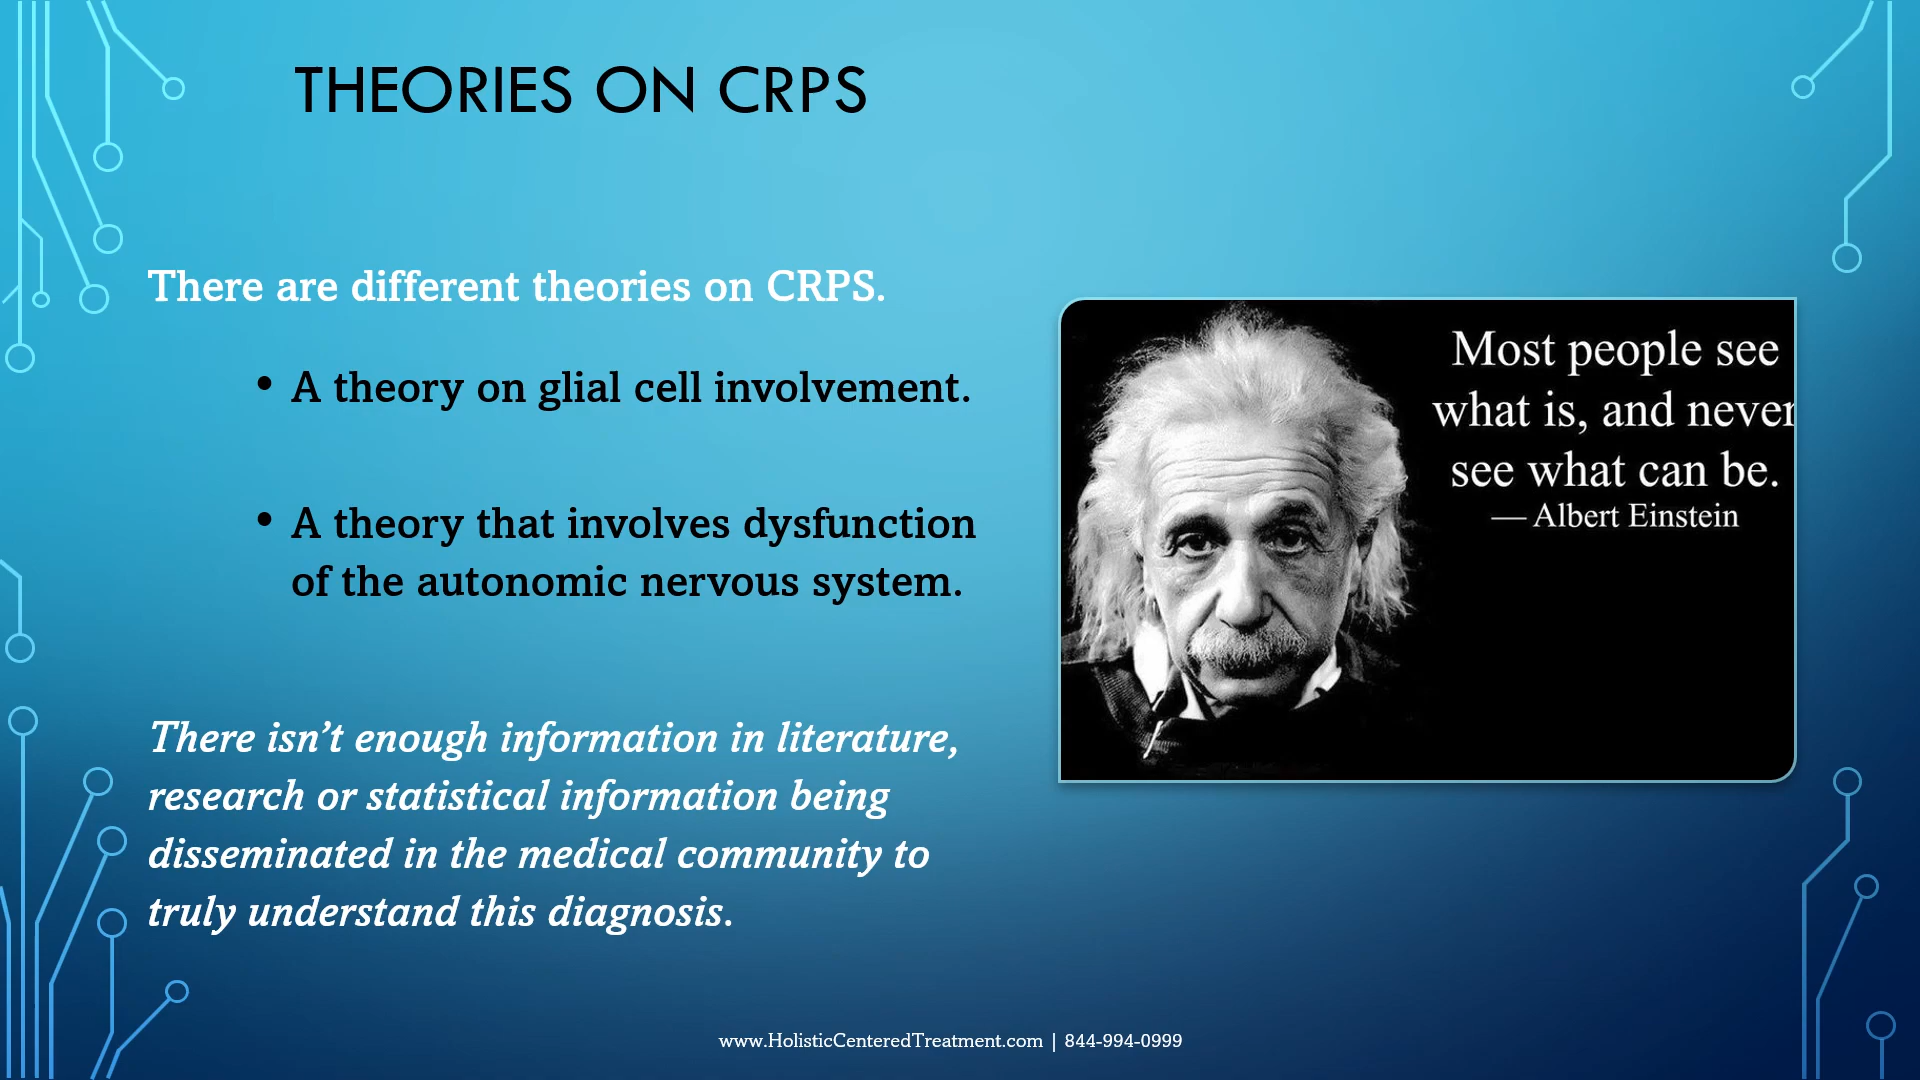 THEORIES ON CRPS
There are different theories on CRPS.
• A theory on glial cell involvement.
• A theory that involves dysfunction
of the autonomic nervous system.
There isn’t enough information in literature,
research or statistical information being
disseminated in the medical community to
truly understand this diagnosis.
Most people see
what is, and never
see what can be.
— Albert Einstein
www.HolisticCenteredTreatment.com | 844-994-0999